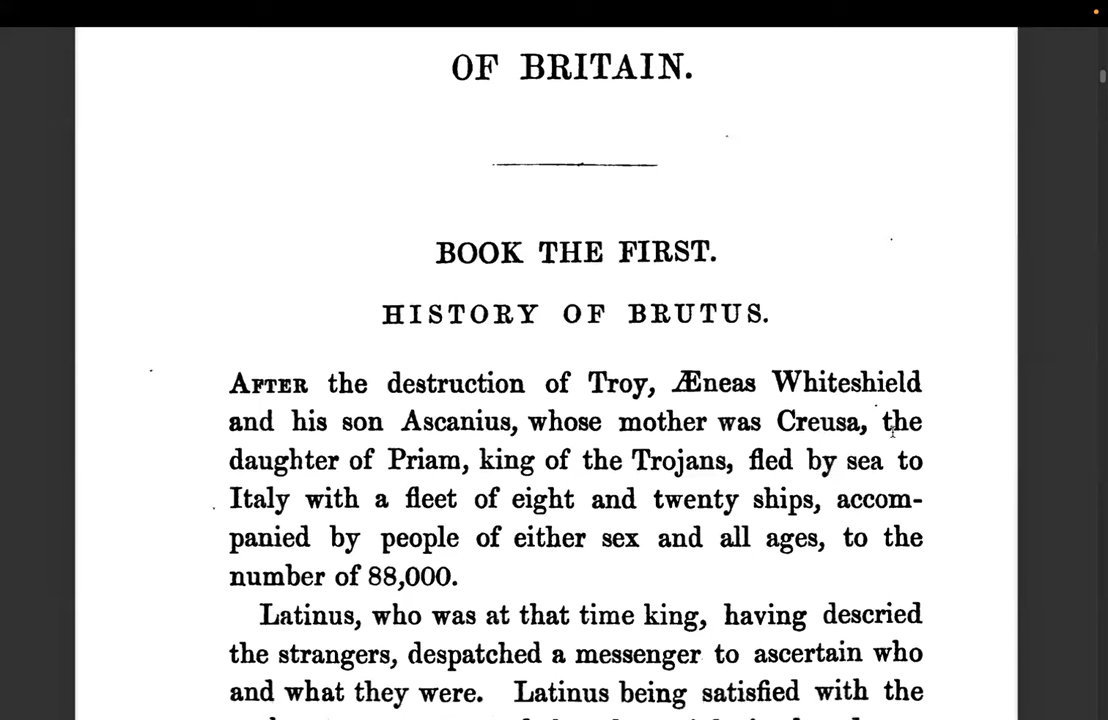 OF BRITAIN.
BOOK THE FIRST.
HISTORY OF BRUTUS.
AFTER the destruction of Troy, Æneas Whiteshield
and his son Ascanius, whose mother was Creusa, the
daughter of Priam, king of the Trojans, fled by sea to
Italy with a fleet of eight and twenty ships, accom-
panied by people of either sex and all ages, to the
number of 88,000.
Latinus, who was at that time king, having descried
the strangers, despatched a messenger to ascertain who
and what they were. Latinus being satisfied with the